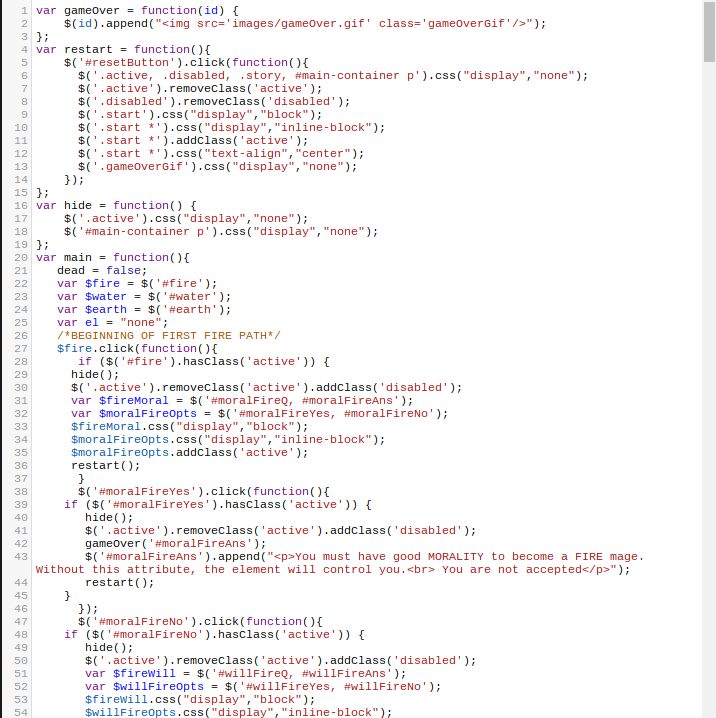 1 var gameOver = function(id) {
2 $(id).append("<img src='images/gameOver.gif' class='gameOverGif'/>");
3 };
4 var restart = function(){
5 $('#resetButton').click(function(){
6 $('.active, .disabled, .story, #main-container p').css("display","none");
7 $('.active').removeClass('active');
8 $('.disabled').removeClass('disabled');
9 $('.start').css("display","block");
10 $('.start *').css("display","inline-block");
11 $('.start *').addClass('active');
12 $('.start *').css("text-align","center");
13 $('.gameOverGif').css("display","none");
14 });
15 };
16 var hide = function() {
17 $('.active').css("display","none");
18 $('#main-container p').css("display","none");
19 };
20 var main = function(){
21 dead = false;
22 var $fire = $('#fire');
23 var $water = $('#water');
24 var $earth = $('#earth');
25 var el = "none";
26 /*BEGINNING OF FIRST FIRE PATH*/
27 $fire.click(function(){
28 if ($('#fire').hasClass('active')) {
29 hide();
30 $('.active').removeClass('active').addClass('disabled');
31 var $fireMoral = $('#moralFireQ, #moralFireAns');
32 var $moralFireOpts = $('#moralFireYes, #moralFireNo');
33 $fireMoral.css("display","block");
34 $moralFireOpts.css("display","inline-block");
35 $moralFireOpts.addClass('active');
36 restart();
37 }
38 $('#moralFireYes').click(function(){
39 if ($('#moralFireYes').hasClass('active')) {
40 hide();
41 $('.active').removeClass('active').addClass('disabled');
42 gameOver('#moralFireAns');
43 $('#moralFireAns').append("<p>You must have good MORALITY to become a FIRE mage.
Without this attribute, the element will control you.<br> You are not accepted</p>");
44 restart();
45 }
46 });
47 $('#moralFireNo').click(function(){
48 if ($('#moralFireNo').hasClass('active')) {
49 hide();
50 $('.active').removeClass('active').addClass('disabled');
51 var $fireWill = $('#willFireQ, #willFireAns');
52 var $willFireOpts = $('#willFireYes, #willFireNo');
53 $fireWill.css("display","block");
54 $willFireOpts.css("display","inline-block");